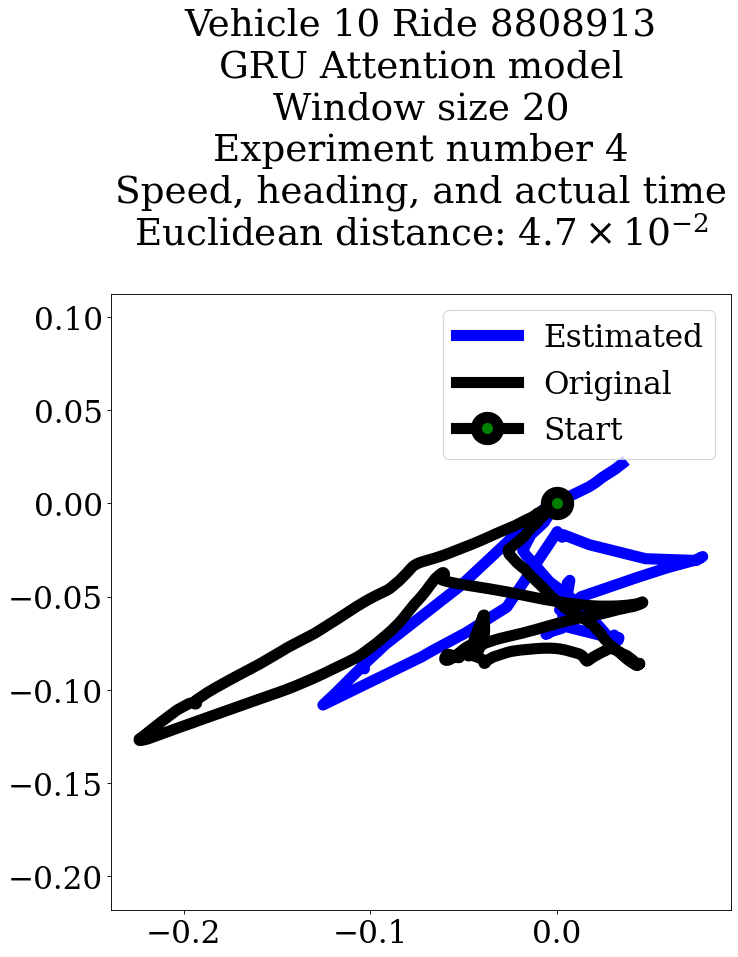 Vehicle 10 Ride 8808913
GRU Attention model
Window size 20
Experiment number 4
Speed, heading, and actual time
Euclidean distance: 4.7 × 10⁻²
Estimated
Original
Start
0.10
0.05
0.00
−0.05
−0.10
−0.15
−0.20
−0.2 −0.1 0.0